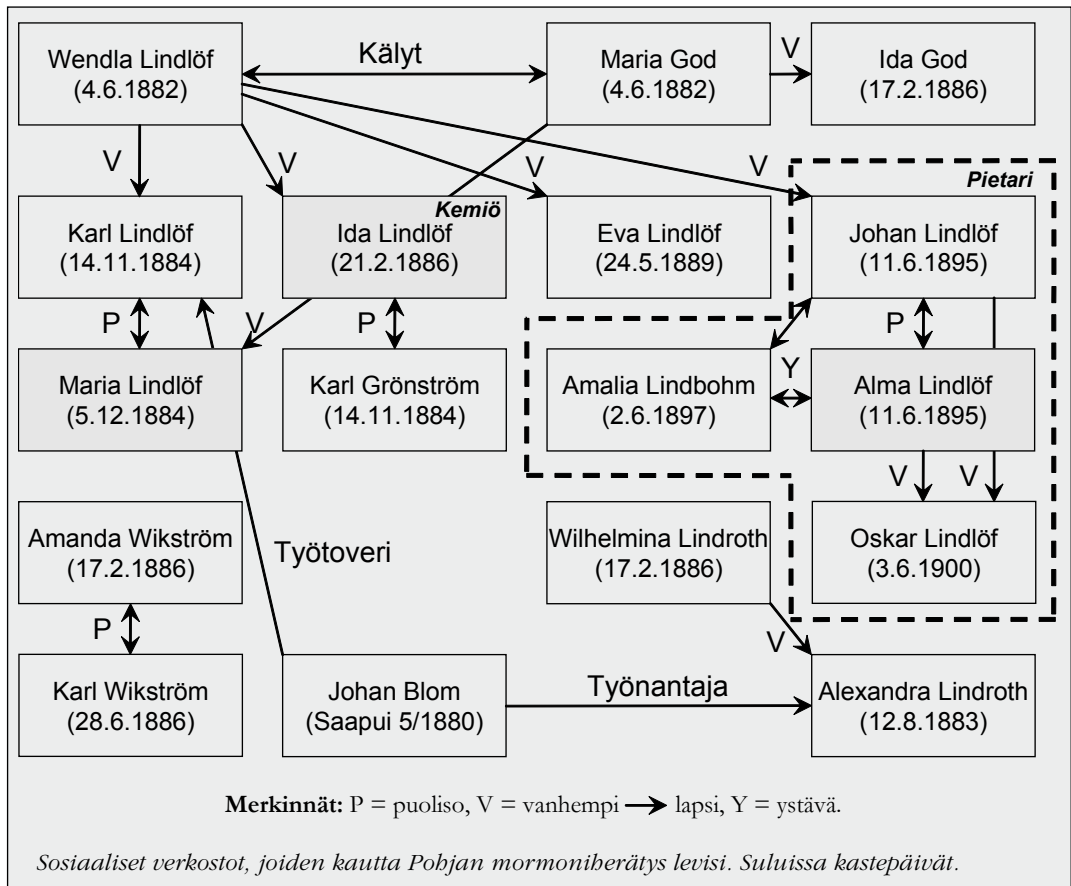 Wendla Lindlöf
(4.6.1882)
Kälyt
Maria God
(4.6.1882)
V
Ida God
(17.2.1886)
V
V
V
V
Pietari
Karl Lindlöf
(14.11.1884)
Kemiö
Ida Lindlöf
(21.2.1886)
Eva Lindlöf
(24.5.1889)
Johan Lindlöf
(11.6.1895)
P
V
P
P
Maria Lindlöf
(5.12.1884)
Karl Grönström
(14.11.1884)
Amalia Lindbohm
(2.6.1897)
Y
Alma Lindlöf
(11.6.1895)
V
V
Amanda Wikström
(17.2.1886)
Työtoveri
Wilhelmina Lindroth
(17.2.1886)
Oskar Lindlöf
(3.6.1900)
P
V
Karl Wikström
(28.6.1886)
Johan Blom
(Saapui 5/1880)
Työnantaja
Alexandra Lindroth
(12.8.1883)
Merkinnät: P = puoliso, V = vanhempi → lapsi, Y = ystävä.
Sosiaaliset verkostot, joiden kautta Pohjan mormoniherätys levisi. Suluissa kastepäivät.